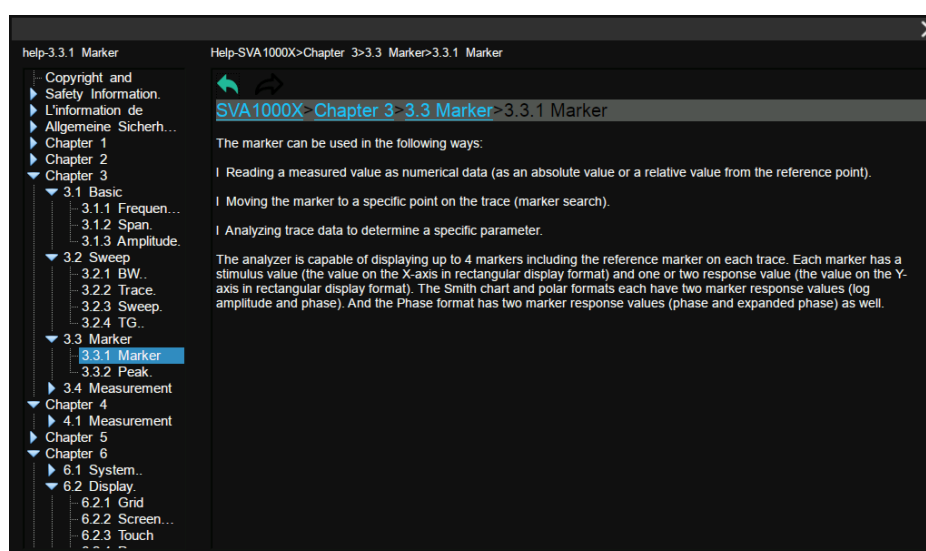 help-3.3.1 Marker
Help-SVA1000X>Chapter 3>3.3 Marker>3.3.1 Marker
Copyright and
Safety Information.
L'information de
Allgemeine Sicherh...
Chapter 1
Chapter 2
Chapter 3
3.1 Basic
3.1.1 Frequen...
3.1.2 Span.
3.1.3 Amplitude.
3.2 Sweep
3.2.1 BW..
3.2.2 Trace.
3.2.3 Sweep.
3.2.4 TG..
3.3 Marker
3.3.1 Marker
3.3.2 Peak.
3.4 Measurement
Chapter 4
4.1 Measurement
Chapter 5
Chapter 6
6.1 System..
6.2 Display.
6.2.1 Grid
6.2.2 Screen...
6.2.3 Touch
SVA1000X>Chapter 3>3.3 Marker>3.3.1 Marker
The marker can be used in the following ways:
l Reading a measured value as numerical data (as an absolute value or a relative value from the reference point).
l Moving the marker to a specific point on the trace (marker search).
l Analyzing trace data to determine a specific parameter.
The analyzer is capable of displaying up to 4 markers including the reference marker on each trace. Each marker has a
stimulus value (the value on the X-axis in rectangular display format) and one or two response value (the value on the Y-
axis in rectangular display format). The Smith chart and polar formats each have two marker response values (log
amplitude and phase). And the Phase format has two marker response values (phase and expanded phase) as well.